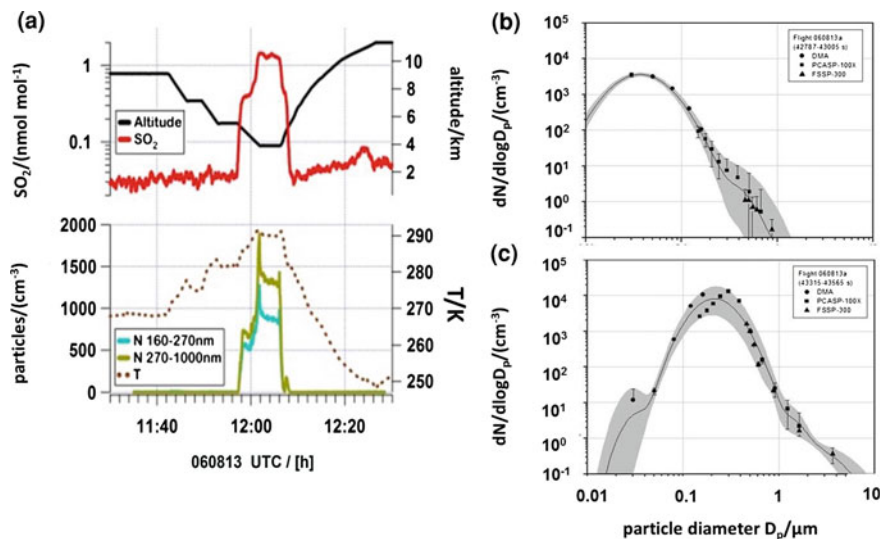 (a)
1
0.1
SO2/(nmol mol-1)
Altitude
SO2
10
8
6
4
2
altitude/km
2000
1500
1000
500
0
particles/(cm-3)
N 160-270nm
N 270-1000nm
T
290
280
270
260
250
T/K
11:40
12:00
12:20
060813 UTC / [h]
(b)
10^5
10^4
10^3
10^2
10^1
10^0
10^-1
dN/dlogDp/(cm-3)
Flight 060813a
(42787-43005 s)
DMA
PCASP-100X
FSSP-300
(c)
10^5
10^4
10^3
10^2
10^1
10^0
10^-1
dN/dlogDp/(cm-3)
Flight 060813a
(43315-43565 s)
DMA
PCASP-100X
FSSP-300
0.01
0.1
1
10
particle diameter Dp/μm